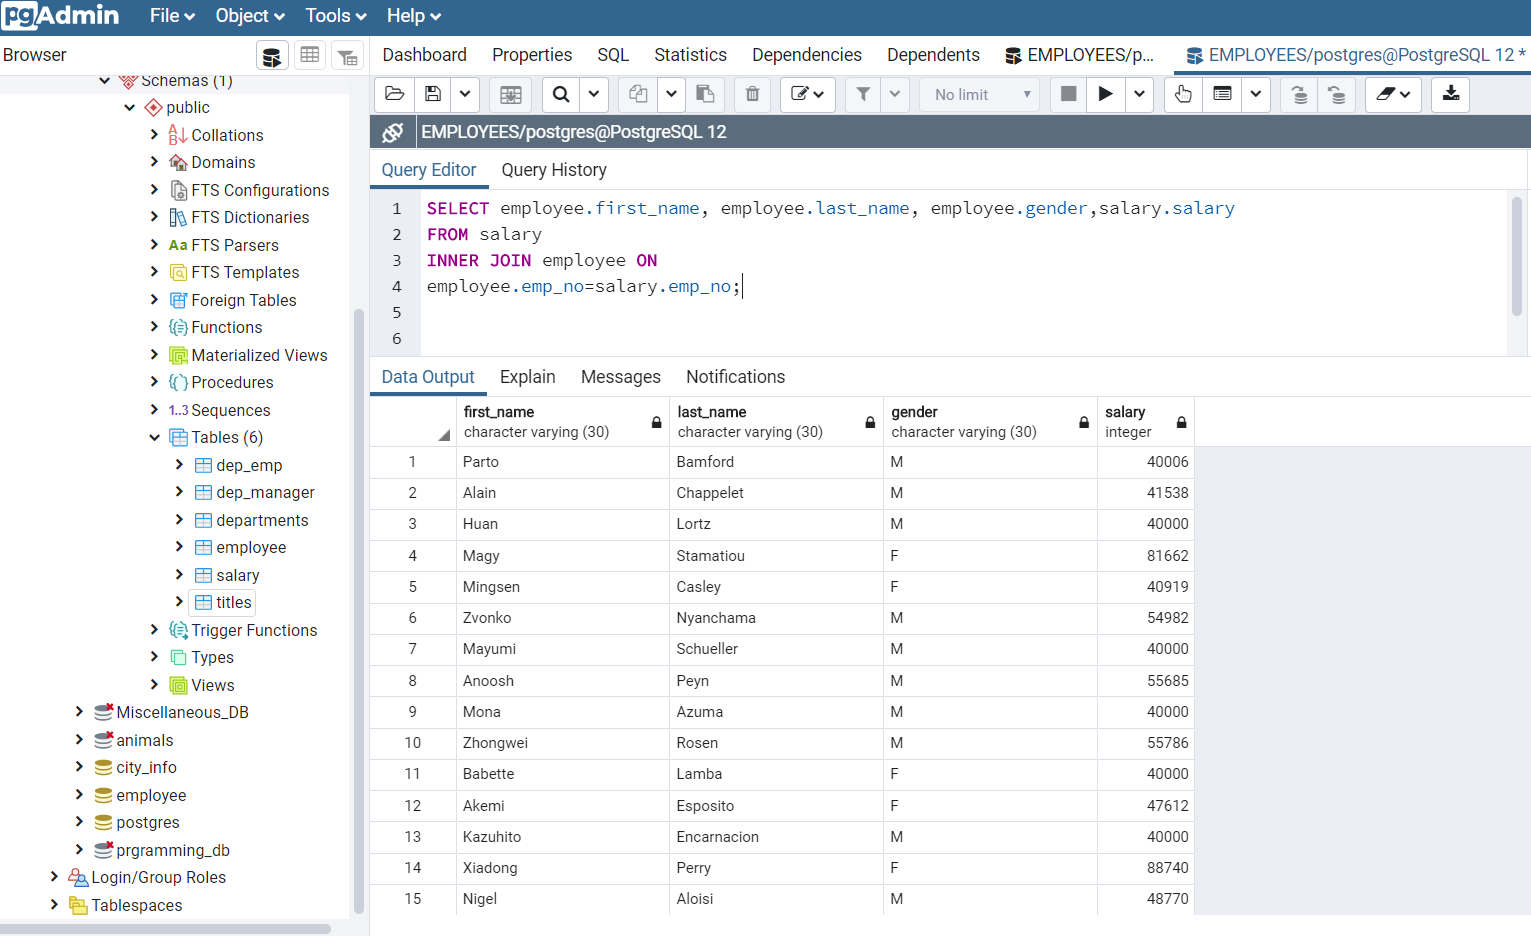 pgAdmin File Object Tools Help
Browser
Dashboard Properties SQL Statistics Dependencies Dependents EMPLOYEES/p... EMPLOYEES/postgres@PostgreSQL 12 *
No limit
EMPLOYEES/postgres@PostgreSQL 12
Schemas (1)
public
Collations
Domains
FTS Configurations
FTS Dictionaries
Aa FTS Parsers
FTS Templates
Foreign Tables
Functions
Materialized Views
Procedures
1..3 Sequences
Tables (6)
dep_emp
dep_manager
departments
employee
salary
titles
Trigger Functions
Types
Views
Miscellaneous_DB
animals
city_info
employee
postgres
prgramming_db
Login/Group Roles
Tablespaces
Query Editor Query History
1 SELECT employee.first_name, employee.last_name, employee.gender,salary.salary
2 FROM salary
3 INNER JOIN employee ON
4 employee.emp_no=salary.emp_no;
5
6
Data Output Explain Messages Notifications
first_name last_name gender salary
character varying (30) character varying (30) character varying (30) integer
1 Parto Bamford M 40006
2 Alain Chappelet M 41538
3 Huan Lortz M 40000
4 Magy Stamatiou F 81662
5 Mingsen Casley F 40919
6 Zvonko Nyanchama M 54982
7 Mayumi Schueller M 40000
8 Anoosh Peyn M 55685
9 Mona Azuma M 40000
10 Zhongwei Rosen M 55786
11 Babette Lamba F 40000
12 Akemi Esposito F 47612
13 Kazuhito Encarnacion M 40000
14 Xiadong Perry F 88740
15 Nigel Aloisi M 48770